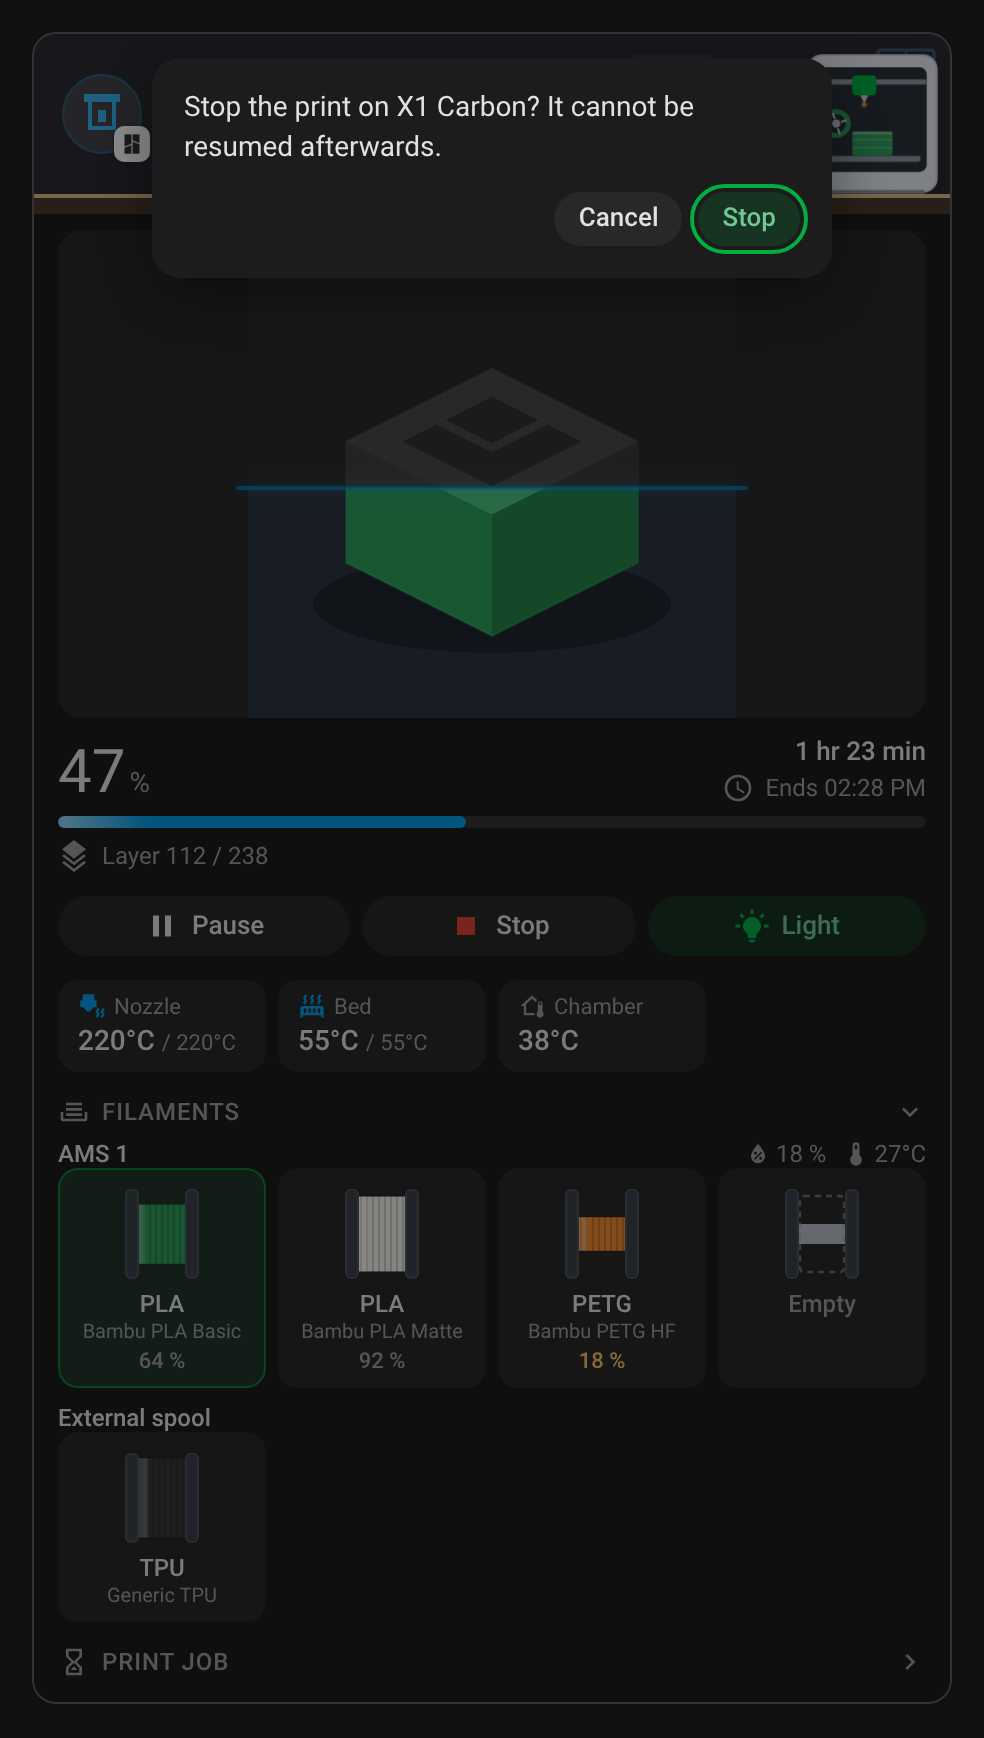 Stop the print on X1 Carbon? It cannot be
resumed afterwards.
Cancel
Stop
47 %
1 hr 23 min
Ends 02:28 PM
Layer 112 / 238
Pause
Stop
Light
Nozzle
220°C / 220°C
Bed
55°C / 55°C
Chamber
38°C
FILAMENTS
AMS 1
18 %
27°C
PLA
Bambu PLA Basic
64 %
PLA
Bambu PLA Matte
92 %
PETG
Bambu PETG HF
18 %
Empty
External spool
TPU
Generic TPU
PRINT JOB